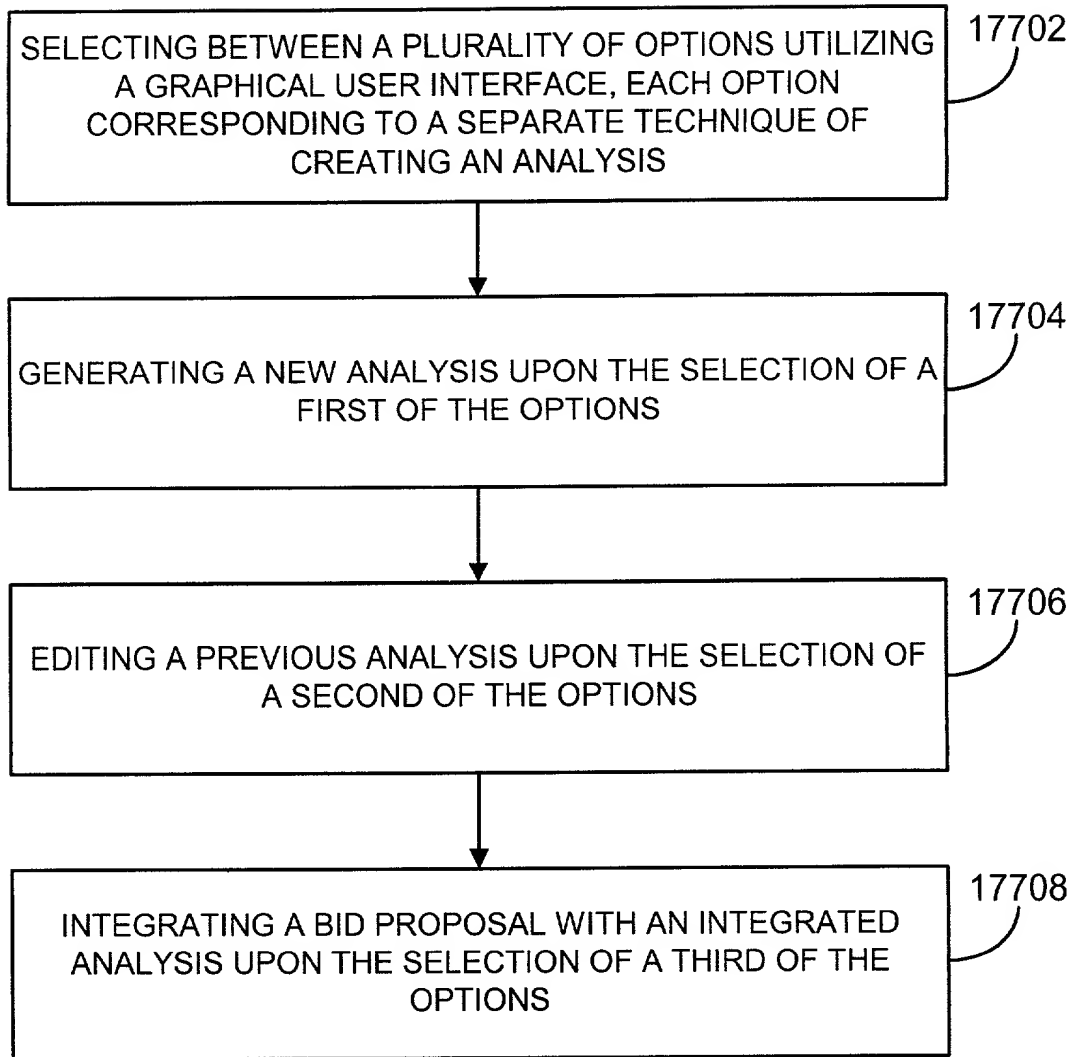 17702
SELECTING BETWEEN A PLURALITY OF OPTIONS UTILIZING
A GRAPHICAL USER INTERFACE, EACH OPTION
CORRESPONDING TO A SEPARATE TECHNIQUE OF
CREATING AN ANALYSIS
17704
GENERATING A NEW ANALYSIS UPON THE SELECTION OF A
FIRST OF THE OPTIONS
17706
EDITING A PREVIOUS ANALYSIS UPON THE SELECTION OF
A SECOND OF THE OPTIONS
17708
INTEGRATING A BID PROPOSAL WITH AN INTEGRATED
ANALYSIS UPON THE SELECTION OF A THIRD OF THE
OPTIONS